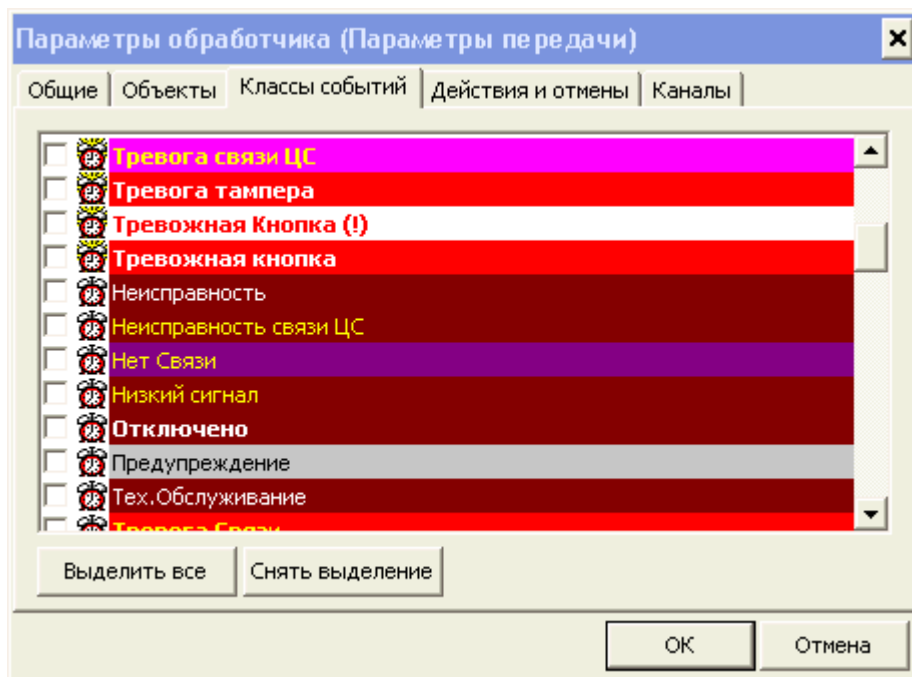 Параметры обработчика (Параметры передачи)
Общие Объекты Классы событий Действия и отмены Каналы
Тревога связи ЦС
Тревога тампера
Тревожная Кнопка (!)
Тревожная кнопка
Неисправность
Неисправность связи ЦС
Нет Связи
Низкий сигнал
Отключено
Предупреждение
Тех.Обслуживание
Тревога Связи
Выделить все Снять выделение
OK Отмена